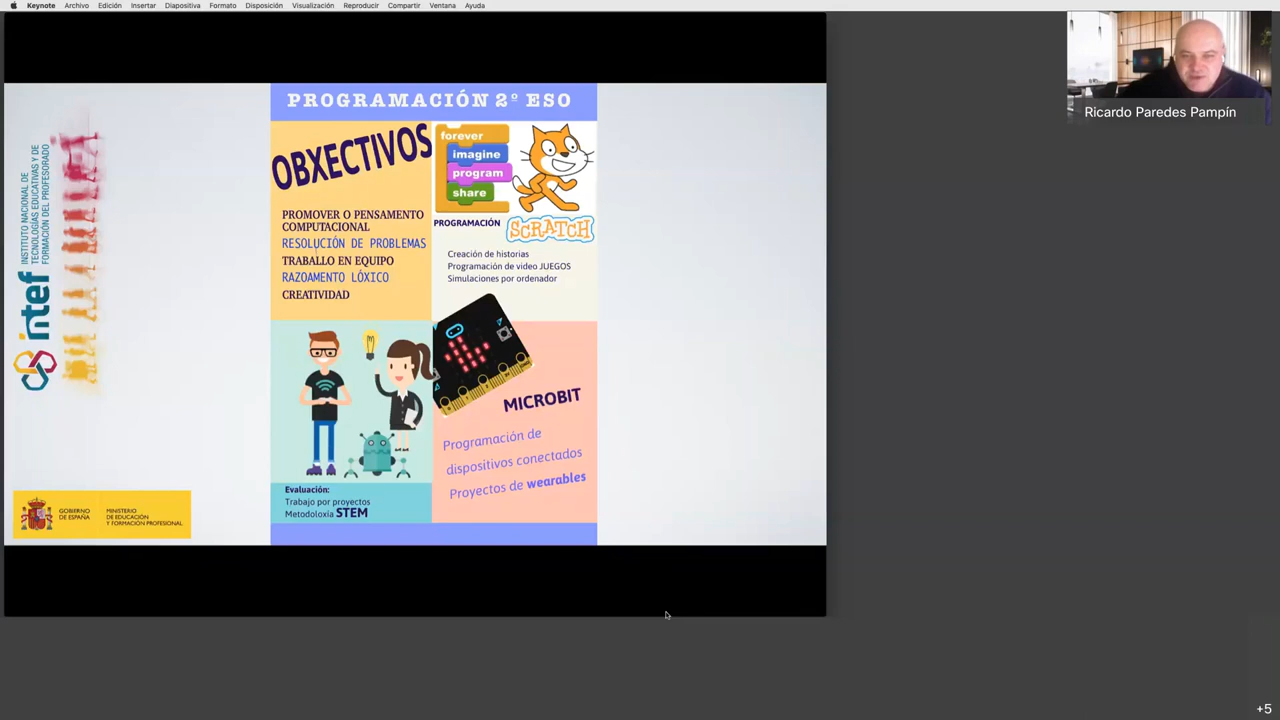 Keynote Archivo Edición Insertar Diapositiva Formato Disposición Visualización Reproducir Compartir Ventana Ayuda
Ricardo Paredes Pampín
intef
INSTITUTO NACIONAL DE
TECNOLOGÍAS EDUCATIVAS Y DE
FORMACIÓN DEL PROFESORADO
PROGRAMACIÓN 2º ESO
OBXECTIVOS
PROMOVER O PENSAMENTO
COMPUTACIONAL
RESOLUCIÓN DE PROBLEMAS
TRABALLO EN EQUIPO
RAZOAMENTO LÓXICO
CREATIVIDAD
forever
imagine
program
share
PROGRAMACIÓN
SCRATCH
Creación de historias
Programación de video JUEGOS
Simulaciones por ordenador
MICROBIT
Programación de
dispositivos conectados
Proyectos de wearables
Evaluación:
Trabajo por proyectos
Metodoloxia STEM
GOBIERNO
DE ESPAÑA
MINISTERIO
DE EDUCACIÓN
Y FORMACIÓN PROFESIONAL
+5